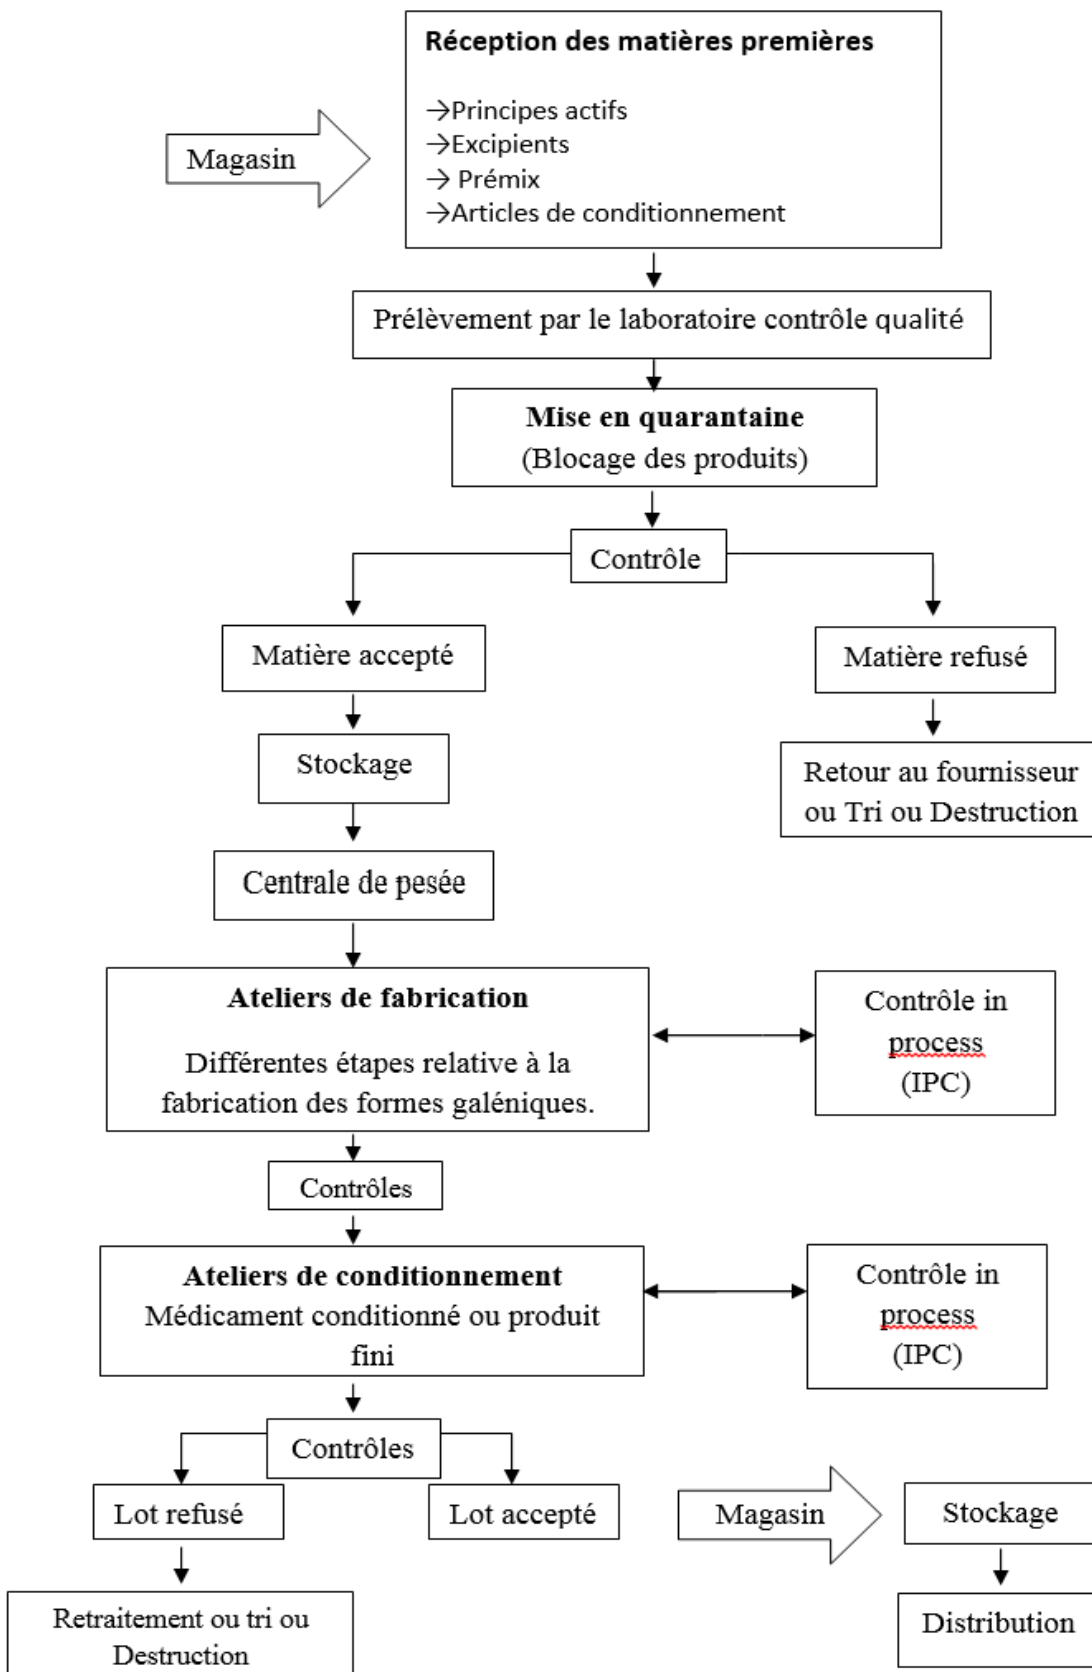 Réception des matières premières
→Principes actifs
→Excipients
→ Prémix
→Articles de conditionnement
Magasin
Prélèvement par le laboratoire contrôle qualité
Mise en quarantaine
(Blocage des produits)
Contrôle
Matière accepté
Matière refusé
Stockage
Retour au fournisseur
ou Tri ou Destruction
Centrale de pesée
Ateliers de fabrication
Différentes étapes relative à la
fabrication des formes galéniques.
Contrôle in
process
(IPC)
Contrôles
Ateliers de conditionnement
Médicament conditionné ou produit
fini
Contrôle in
process
(IPC)
Contrôles
Lot refusé
Lot accepté
Magasin
Stockage
Retraitement ou tri ou
Destruction
Distribution